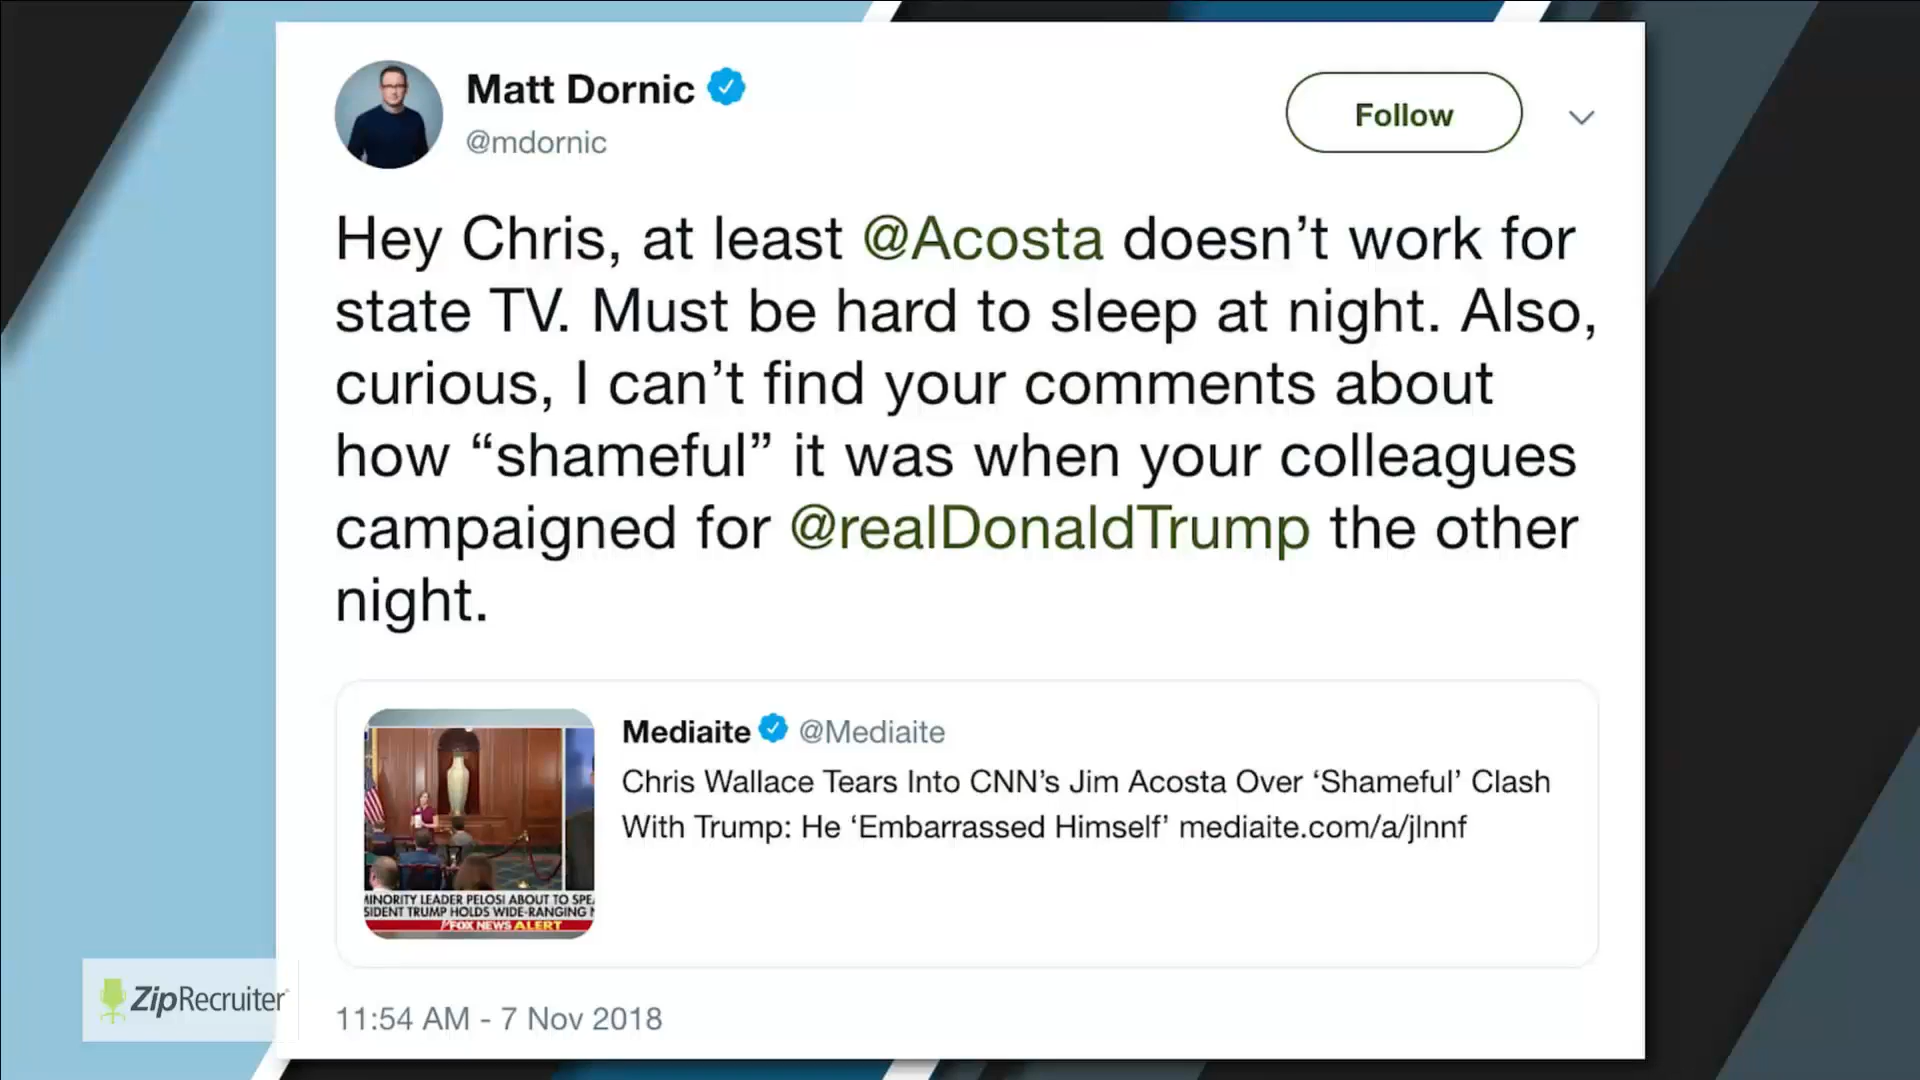 Matt Dornic
@mdornic
Follow
Hey Chris, at least @Acosta doesn’t work for
state TV. Must be hard to sleep at night. Also,
curious, I can’t find your comments about
how “shameful” it was when your colleagues
campaigned for @realDonaldTrump the other
night.
Mediaite @Mediaite
Chris Wallace Tears Into CNN’s Jim Acosta Over ‘Shameful’ Clash
With Trump: He ‘Embarrassed Himself’ mediaite.com/a/jlnnf
MINORITY LEADER PELOSI ABOUT TO SPEA
SIDENT TRUMP HOLDS WIDE-RANGING
FOX NEWS ALERT
ZipRecruiter
11:54 AM - 7 Nov 2018